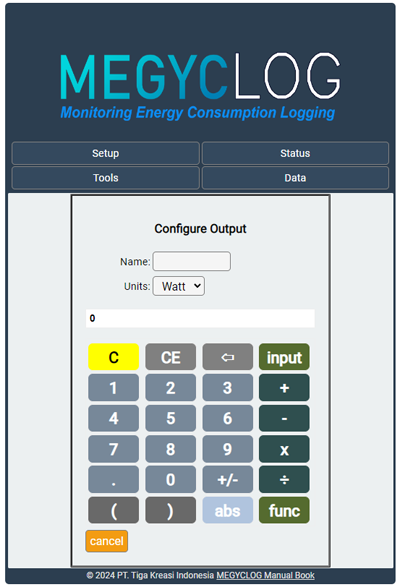 MEGYCLOG
Monitoring Energy Consumption Logging
Setup Status
Tools Data
Configure Output
Name:
Units: Watt
0
C CE ⇦ input
1 2 3 +
4 5 6 -
7 8 9 x
. 0 +/- ÷
( ) abs func
cancel
© 2024 PT. Tiga Kreasi Indonesia MEGYCLOG Manual Book